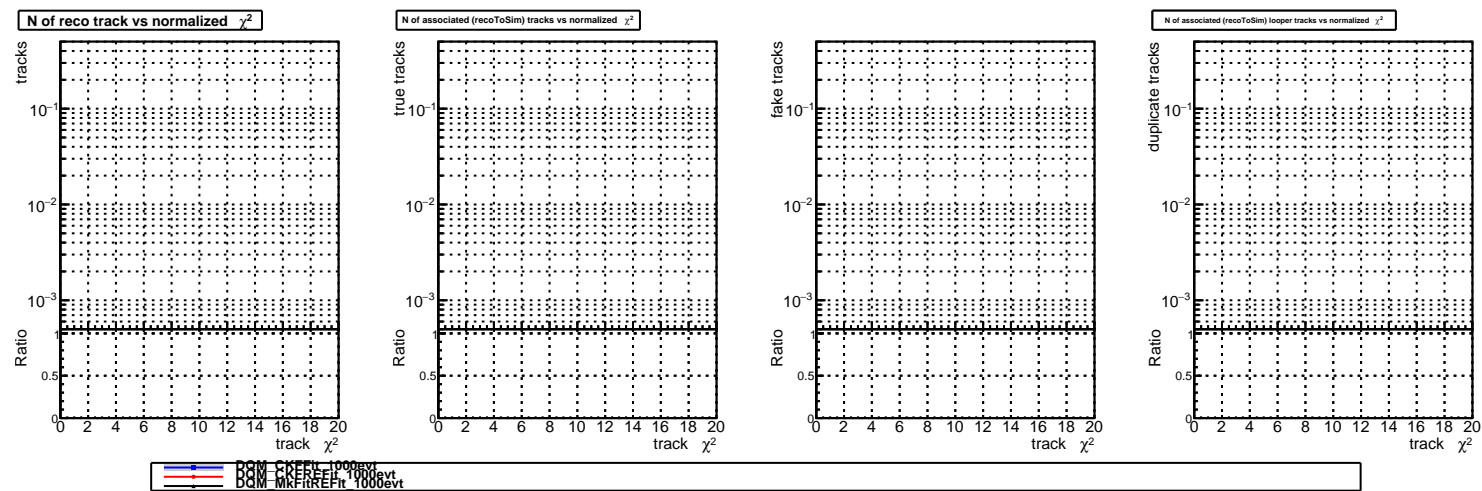 N of reco track vs normalized χ²
N of associated (recoToSim) tracks vs normalized χ²
N of associated (recoToSim) looper tracks vs normalized χ²
tracks
10⁻¹
10⁻²
10⁻³
Ratio
1
0.5
0
0 2 4 6 8 10 12 14 16 18 20
track χ²
true tracks
10⁻¹
10⁻²
10⁻³
Ratio
1
0.5
0
0 2 4 6 8 10 12 14 16 18 20
track χ²
fake tracks
10⁻¹
10⁻²
10⁻³
Ratio
1
0.5
0
0 2 4 6 8 10 12 14 16 18 20
track χ²
duplicate tracks
10⁻¹
10⁻²
10⁻³
Ratio
1
0.5
0
0 2 4 6 8 10 12 14 16 18 20
track χ²
DQM_CKFFit_1000evt
DQM_CKFREFit_1000evt
DQM_MkFitREFit_1000evt